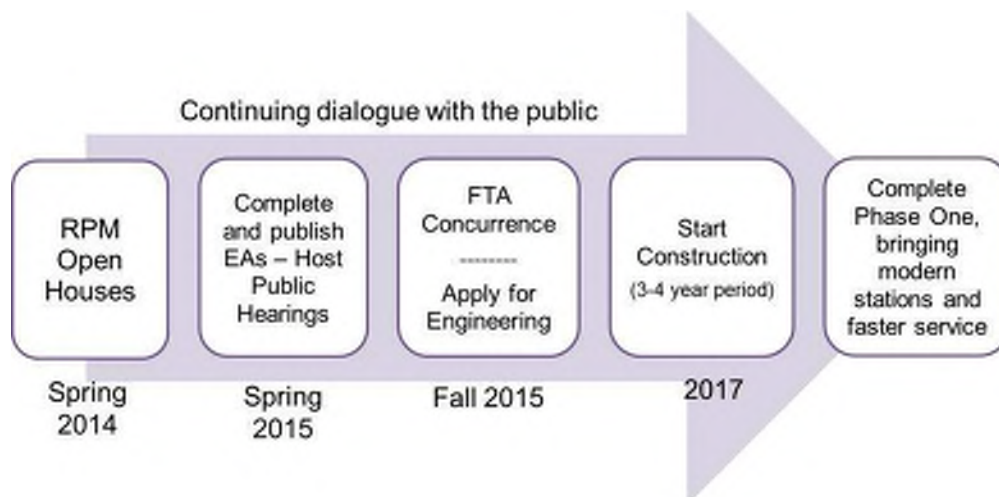 Continuing dialogue with the public
RPM
Open
Houses
Complete
and publish
EAs – Host
Public
Hearings
FTA
Concurrence
--------
Apply for
Engineering
Start
Construction
(3-4 year period)
Complete
Phase One,
bringing
modern
stations and
faster service
Spring
2014
Spring
2015
Fall 2015
2017